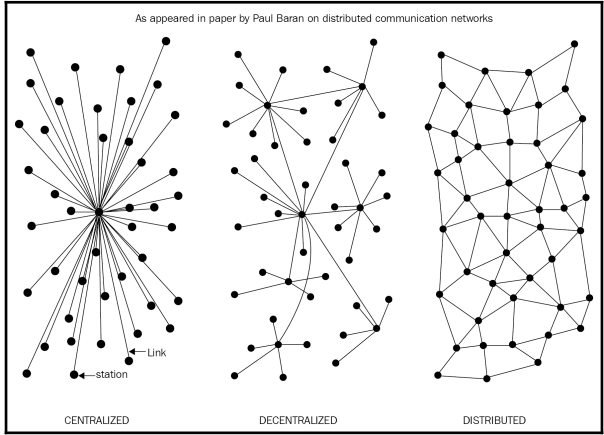 As appeared in paper by Paul Baran on distributed communication networks
Link
station
CENTRALIZED
DECENTRALIZED
DISTRIBUTED